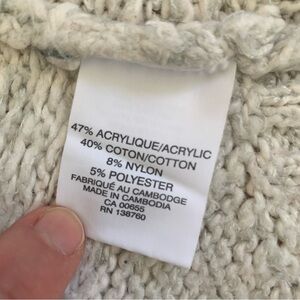 47% ACRYLIQUE/ACRYLIC
40% COTON/COTTON
8% NYLON
5% POLYESTER
FABRIQUÉ AU CAMBODGE
MADE IN CAMBODIA
CA 00655
RN 138760